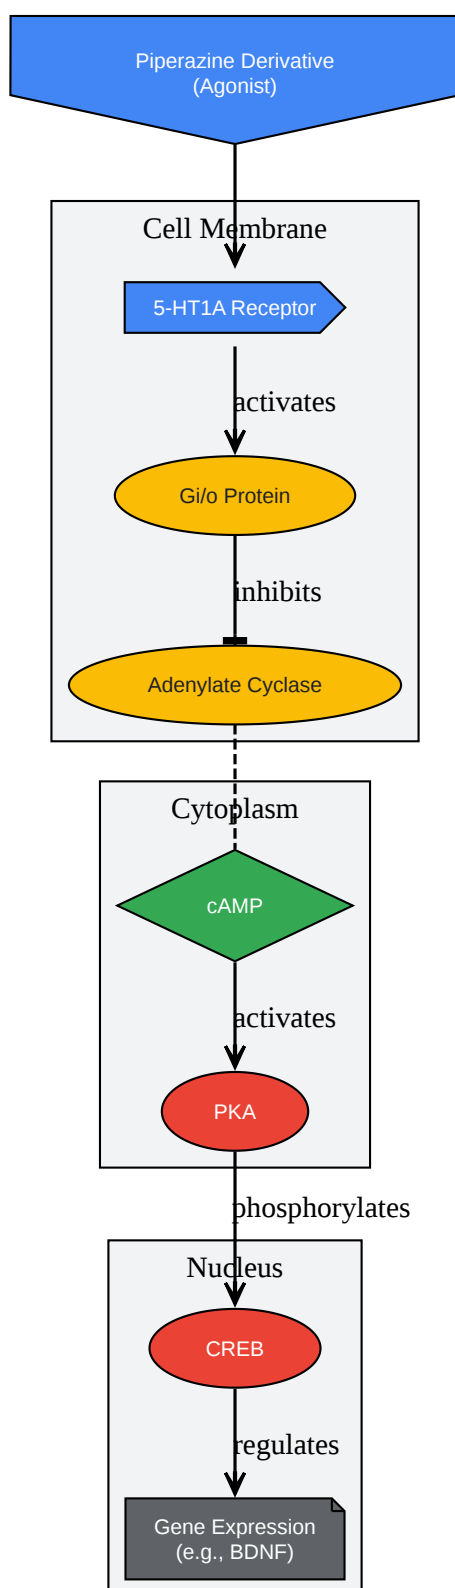 Piperazine Derivative
(Agonist)
Cell Membrane
5-HT1A Receptor
activates
Gi/o Protein
inhibits
Adenylate Cyclase
Cytoplasm
cAMP
activates
PKA
phosphorylates
Nucleus
CREB
regulates
Gene Expression
(e.g., BDNF)